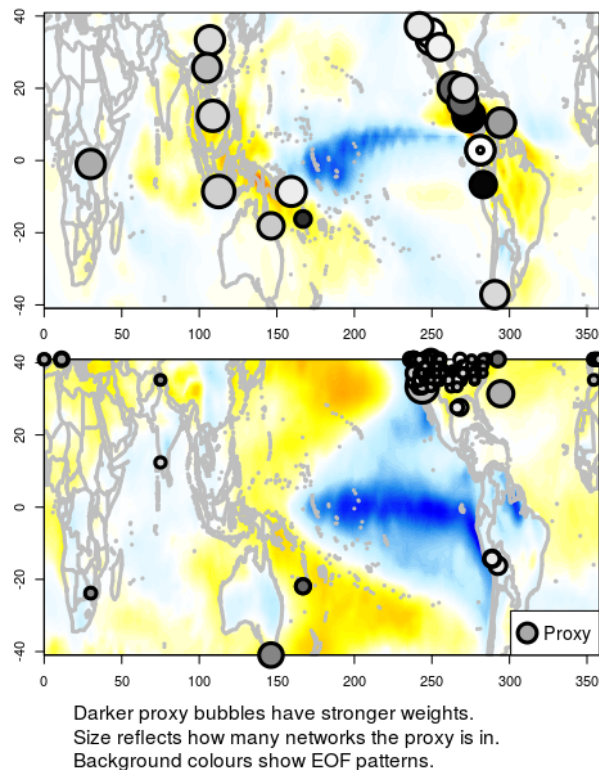 40
20
0
-20
-40
0 50 100 150 200 250 300 350
40
20
0
-20
-40
Proxy
0 50 100 150 200 250 300 350
Darker proxy bubbles have stronger weights.
Size reflects how many networks the proxy is in.
Background colours show EOF patterns.